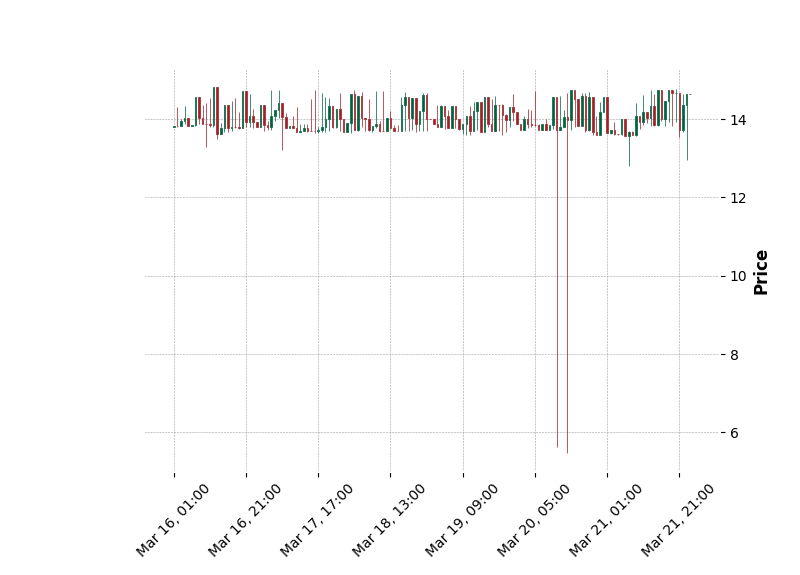 14
12
10
8
6
Price
Mar 16, 01:00
Mar 16, 21:00
Mar 17, 17:00
Mar 18, 13:00
Mar 19, 09:00
Mar 20, 05:00
Mar 21, 01:00
Mar 21, 21:00